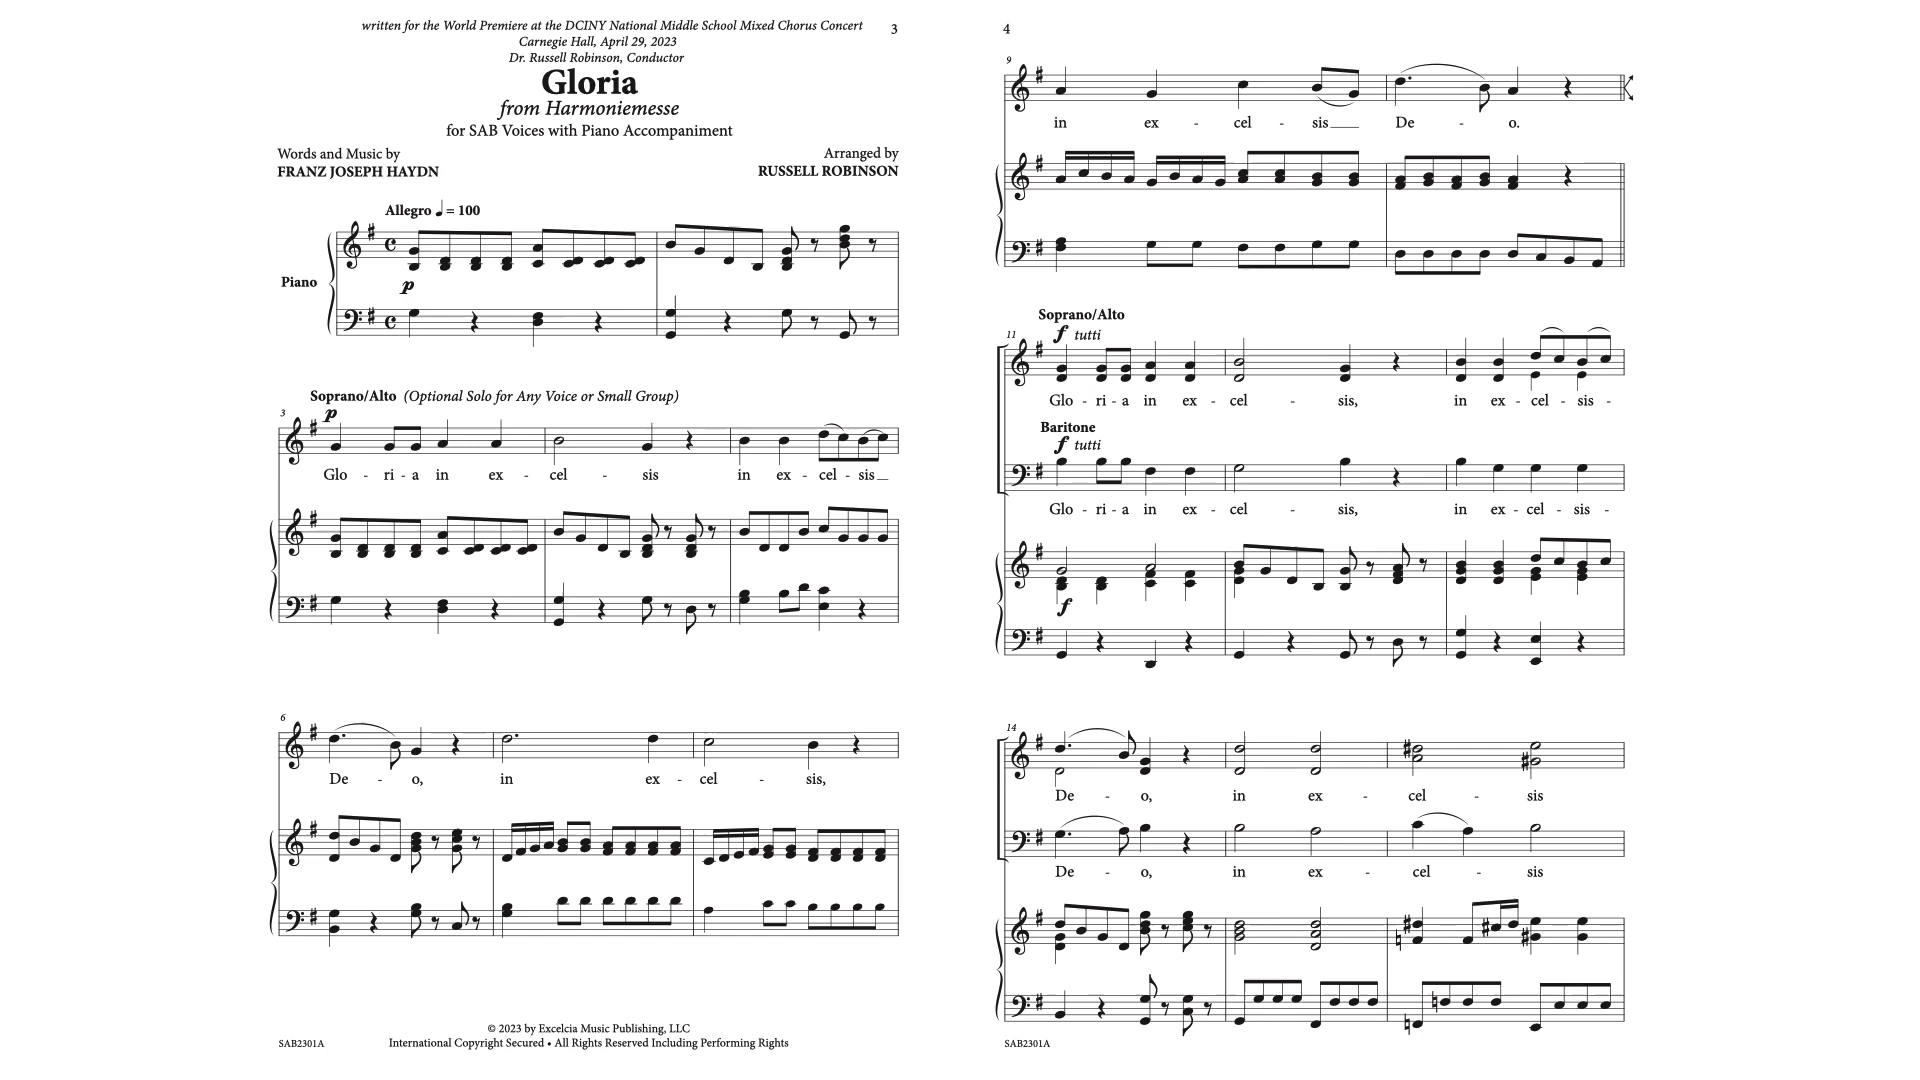 written for the World Premiere at the DCINY National Middle School Mixed Chorus Concert
Carnegie Hall, April 29, 2023
Dr. Russell Robinson, Conductor
3
Gloria
from Harmoniemesse
for SAB Voices with Piano Accompaniment
Words and Music by
FRANZ JOSEPH HAYDN
Arranged by
RUSSELL ROBINSON
Allegro ♩ = 100
Piano
p
Soprano/Alto (Optional Solo for Any Voice or Small Group)
3
p
Glo - ri - a in ex - cel - sis in ex - cel - sis
6
De - o, in ex - cel - sis,
© 2023 by Excelcia Music Publishing, LLC
International Copyright Secured • All Rights Reserved Including Performing Rights
SAB2301A
4
9
in ex - cel - sis De - o.
Soprano/Alto
11
f tutti
Glo - ri - a in ex - cel - sis, in ex - cel - sis -
Baritone
f tutti
Glo - ri - a in ex - cel - sis, in ex - cel - sis -
f
14
De - o, in ex - cel - sis
De - o, in ex - cel - sis
SAB2301A